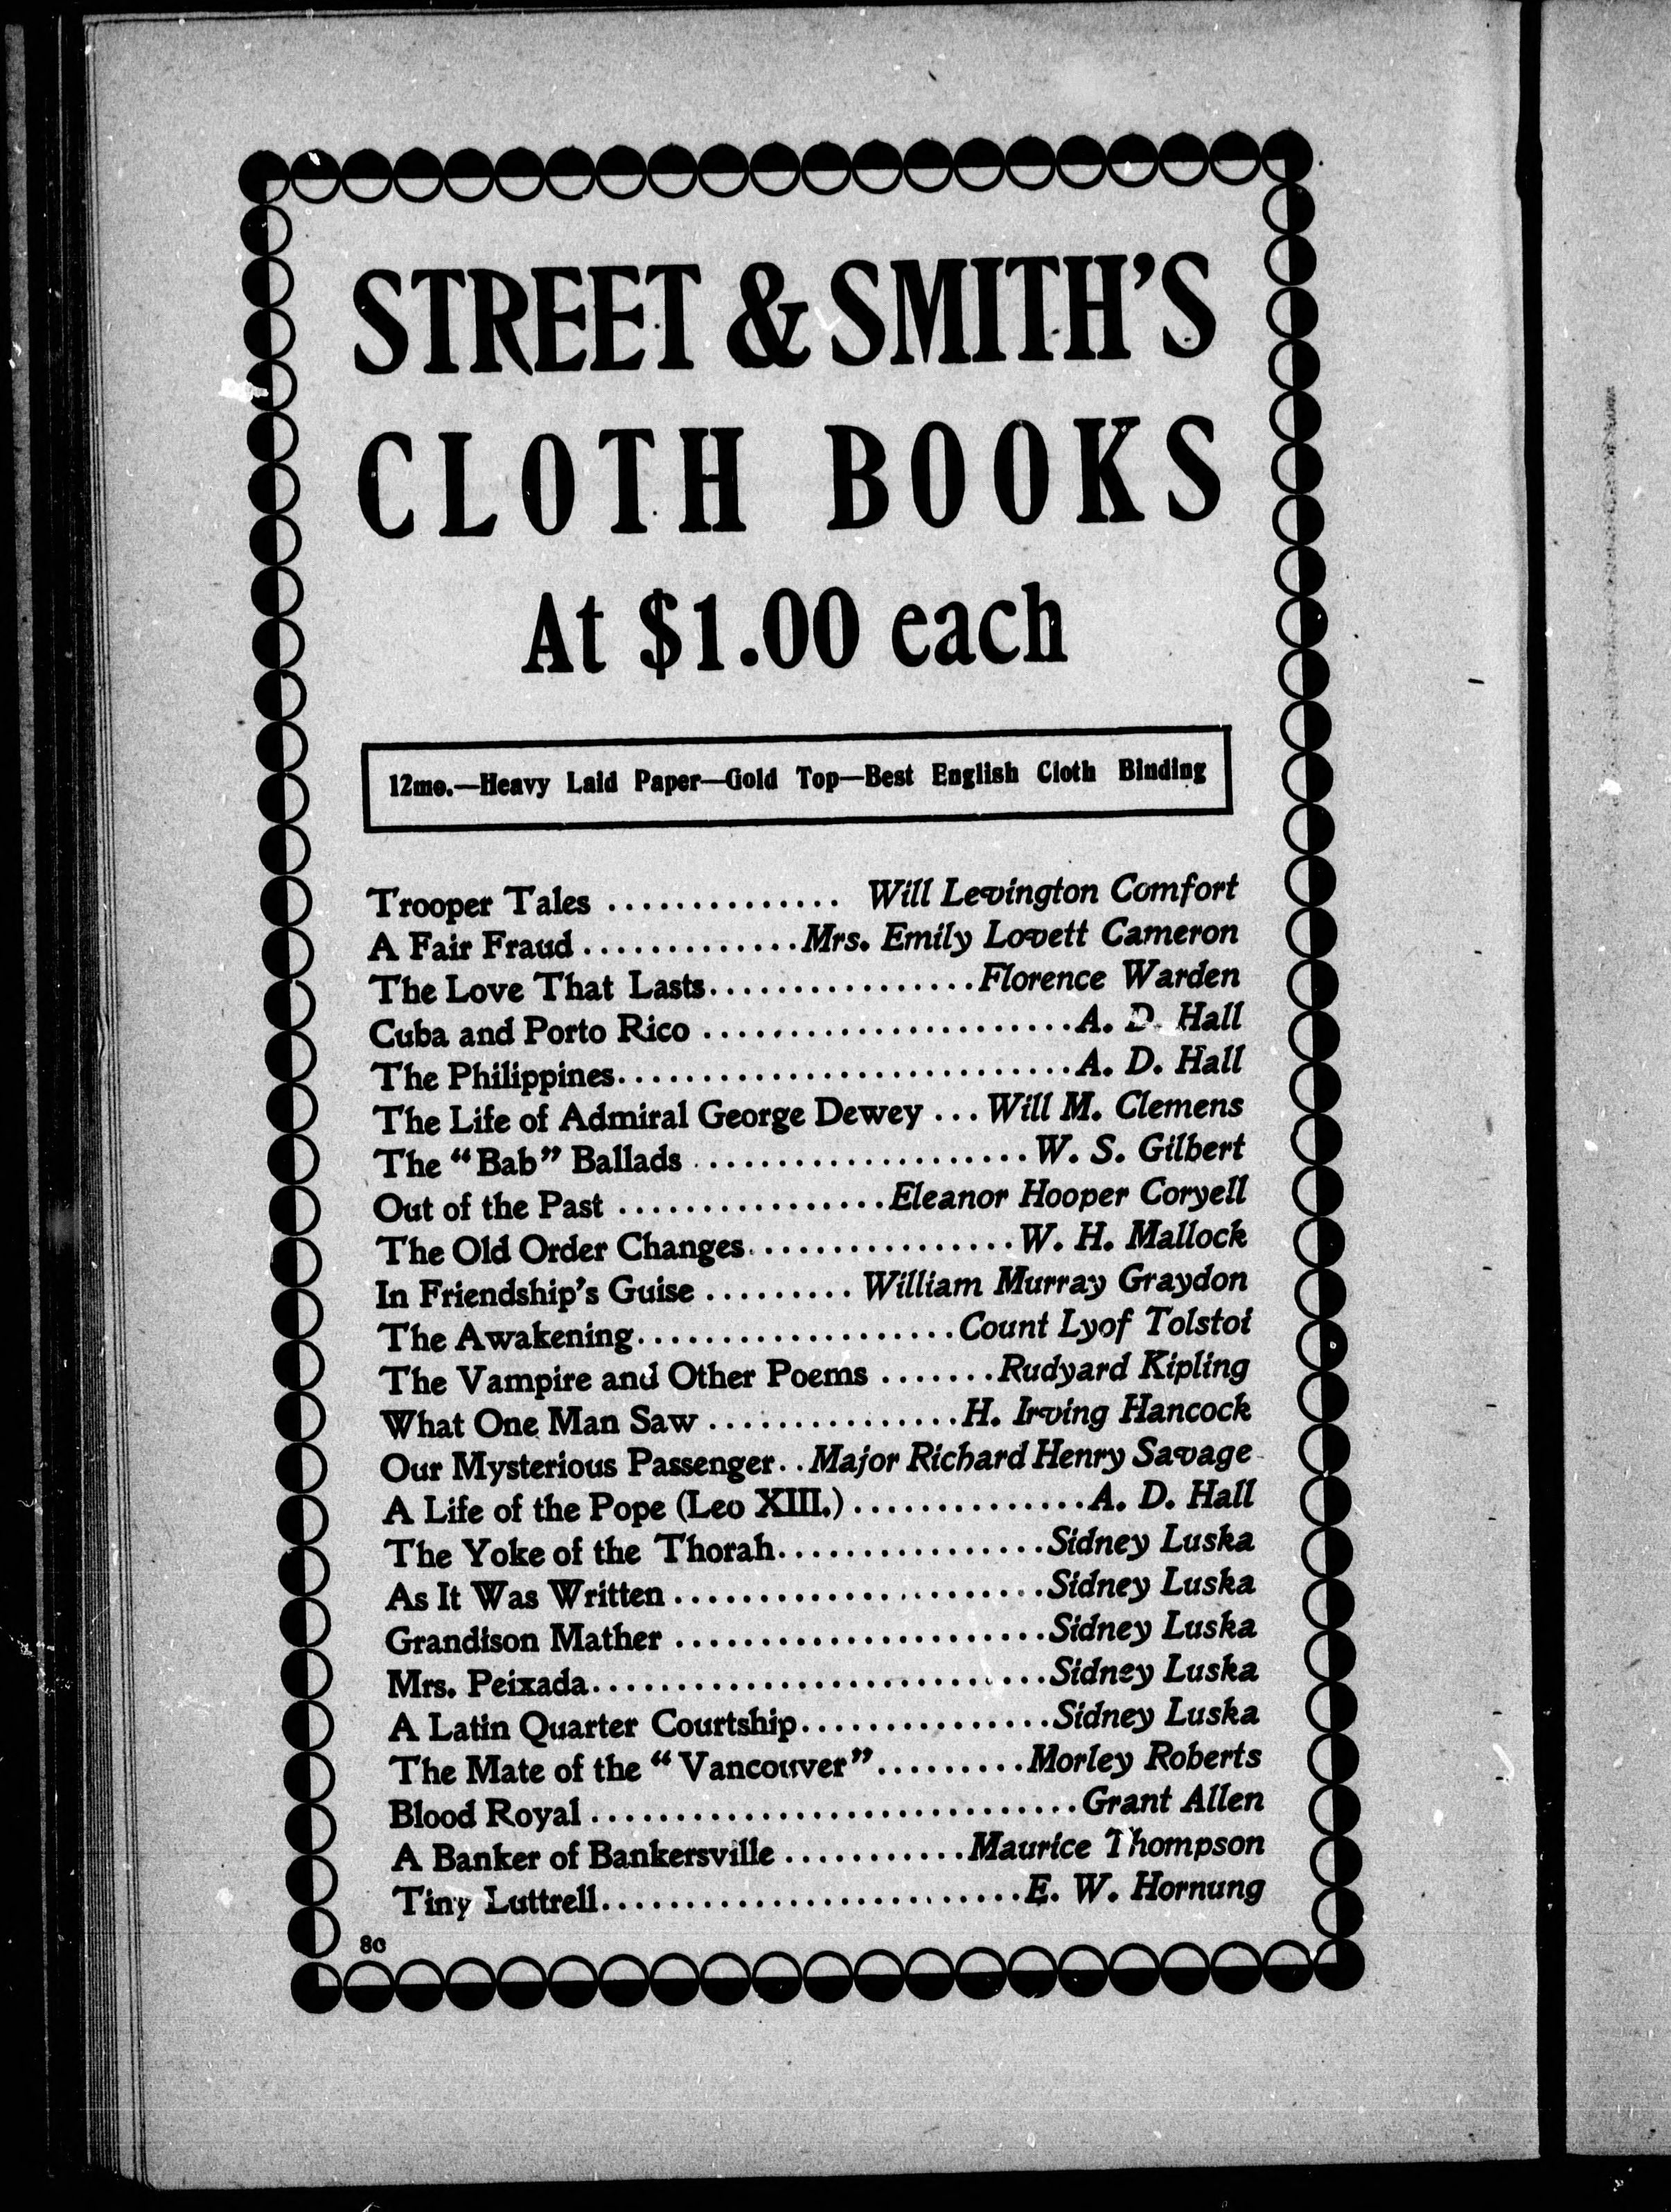 STREET & SMITH'S
CLOTH BOOKS
At $1.00 each
12mo.—Heavy Laid Paper—Gold Top—Best English Cloth Binding
Trooper Tales .............. Will Levington Comfort
A Fair Fraud .............Mrs. Emily Lovett Cameron
The Love That Lasts................Florence Warden
Cuba and Porto Rico ......................A. D. Hall
The Philippines...........................A. D. Hall
The Life of Admiral George Dewey ... Will M. Clemens
The “Bab” Ballads ....................W. S. Gilbert
Out of the Past ................Eleanor Hooper Coryell
The Old Order Changes................W. H. Mallock
In Friendship's Guise ......... William Murray Graydon
The Awakening...................Count Lyof Tolstoi
The Vampire and Other Poems .......Rudyard Kipling
What One Man Saw ...............H. Irving Hancock
Our Mysterious Passenger..Major Richard Henry Savage
A Life of the Pope (Leo XIII.)..............A. D. Hall
The Yoke of the Thorah................Sidney Luska
As It Was Written ......................Sidney Luska
Grandison Mather ......................Sidney Luska
Mrs. Peixada...........................Sidney Luska
A Latin Quarter Courtship...............Sidney Luska
The Mate of the “Vancouver”.........Morley Roberts
Blood Royal .............................Grant Allen
A Banker of Bankersville ...........Maurice Thompson
Tiny Luttrell.........................E. W. Hornung
80